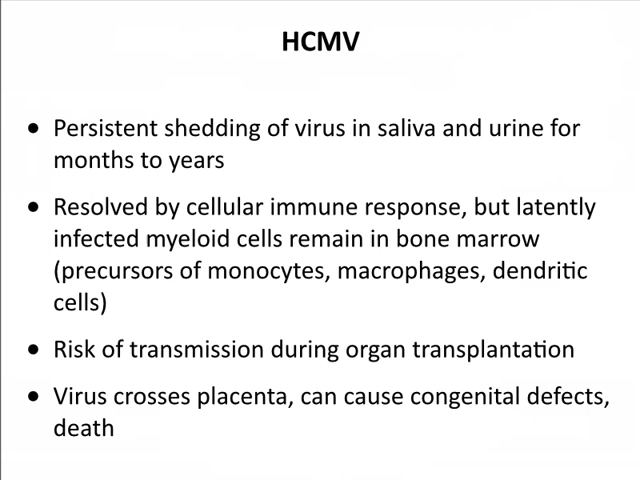 HCMV
• Persistent shedding of virus in saliva and urine for
months to years
• Resolved by cellular immune response, but latently
infected myeloid cells remain in bone marrow
(precursors of monocytes, macrophages, dendritic
cells)
• Risk of transmission during organ transplantation
• Virus crosses placenta, can cause congenital defects,
death